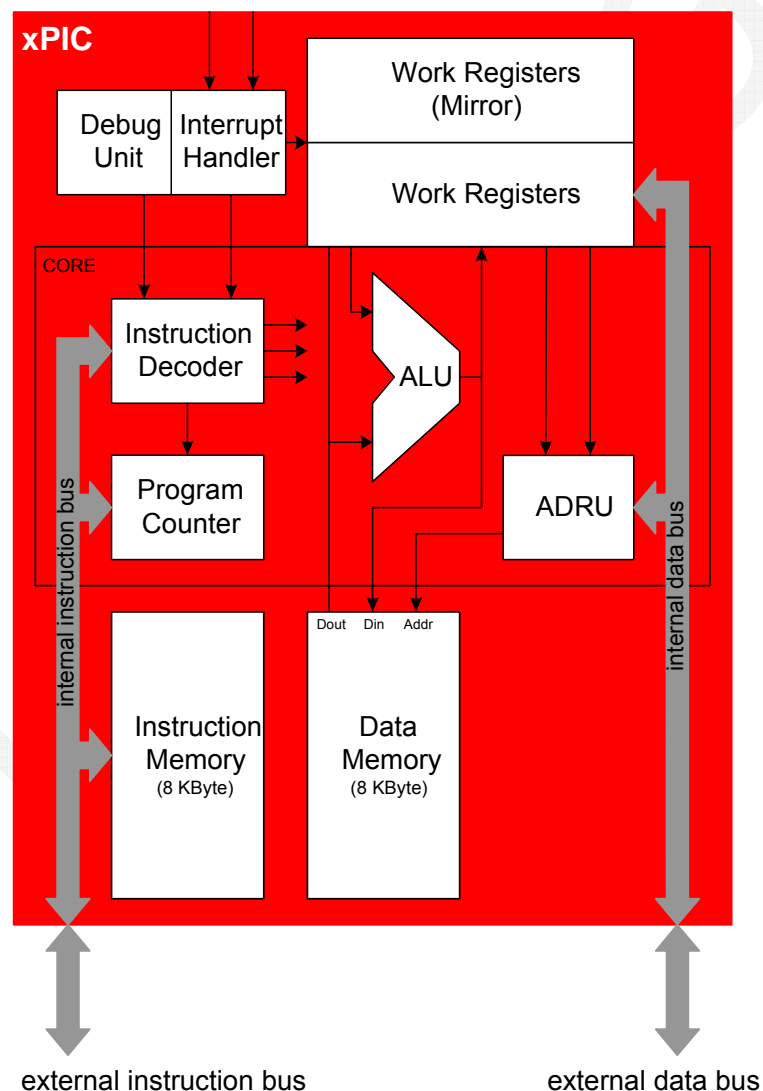 xPIC
Work Registers
(Mirror)
Debug
Unit
Interrupt
Handler
Work Registers
CORE
Instruction
Decoder
ALU
Program
Counter
ADRU
internal instruction bus
internal data bus
Dout
Din
Addr
Instruction
Memory
(8 KByte)
Data
Memory
(8 KByte)
external instruction bus
external data bus